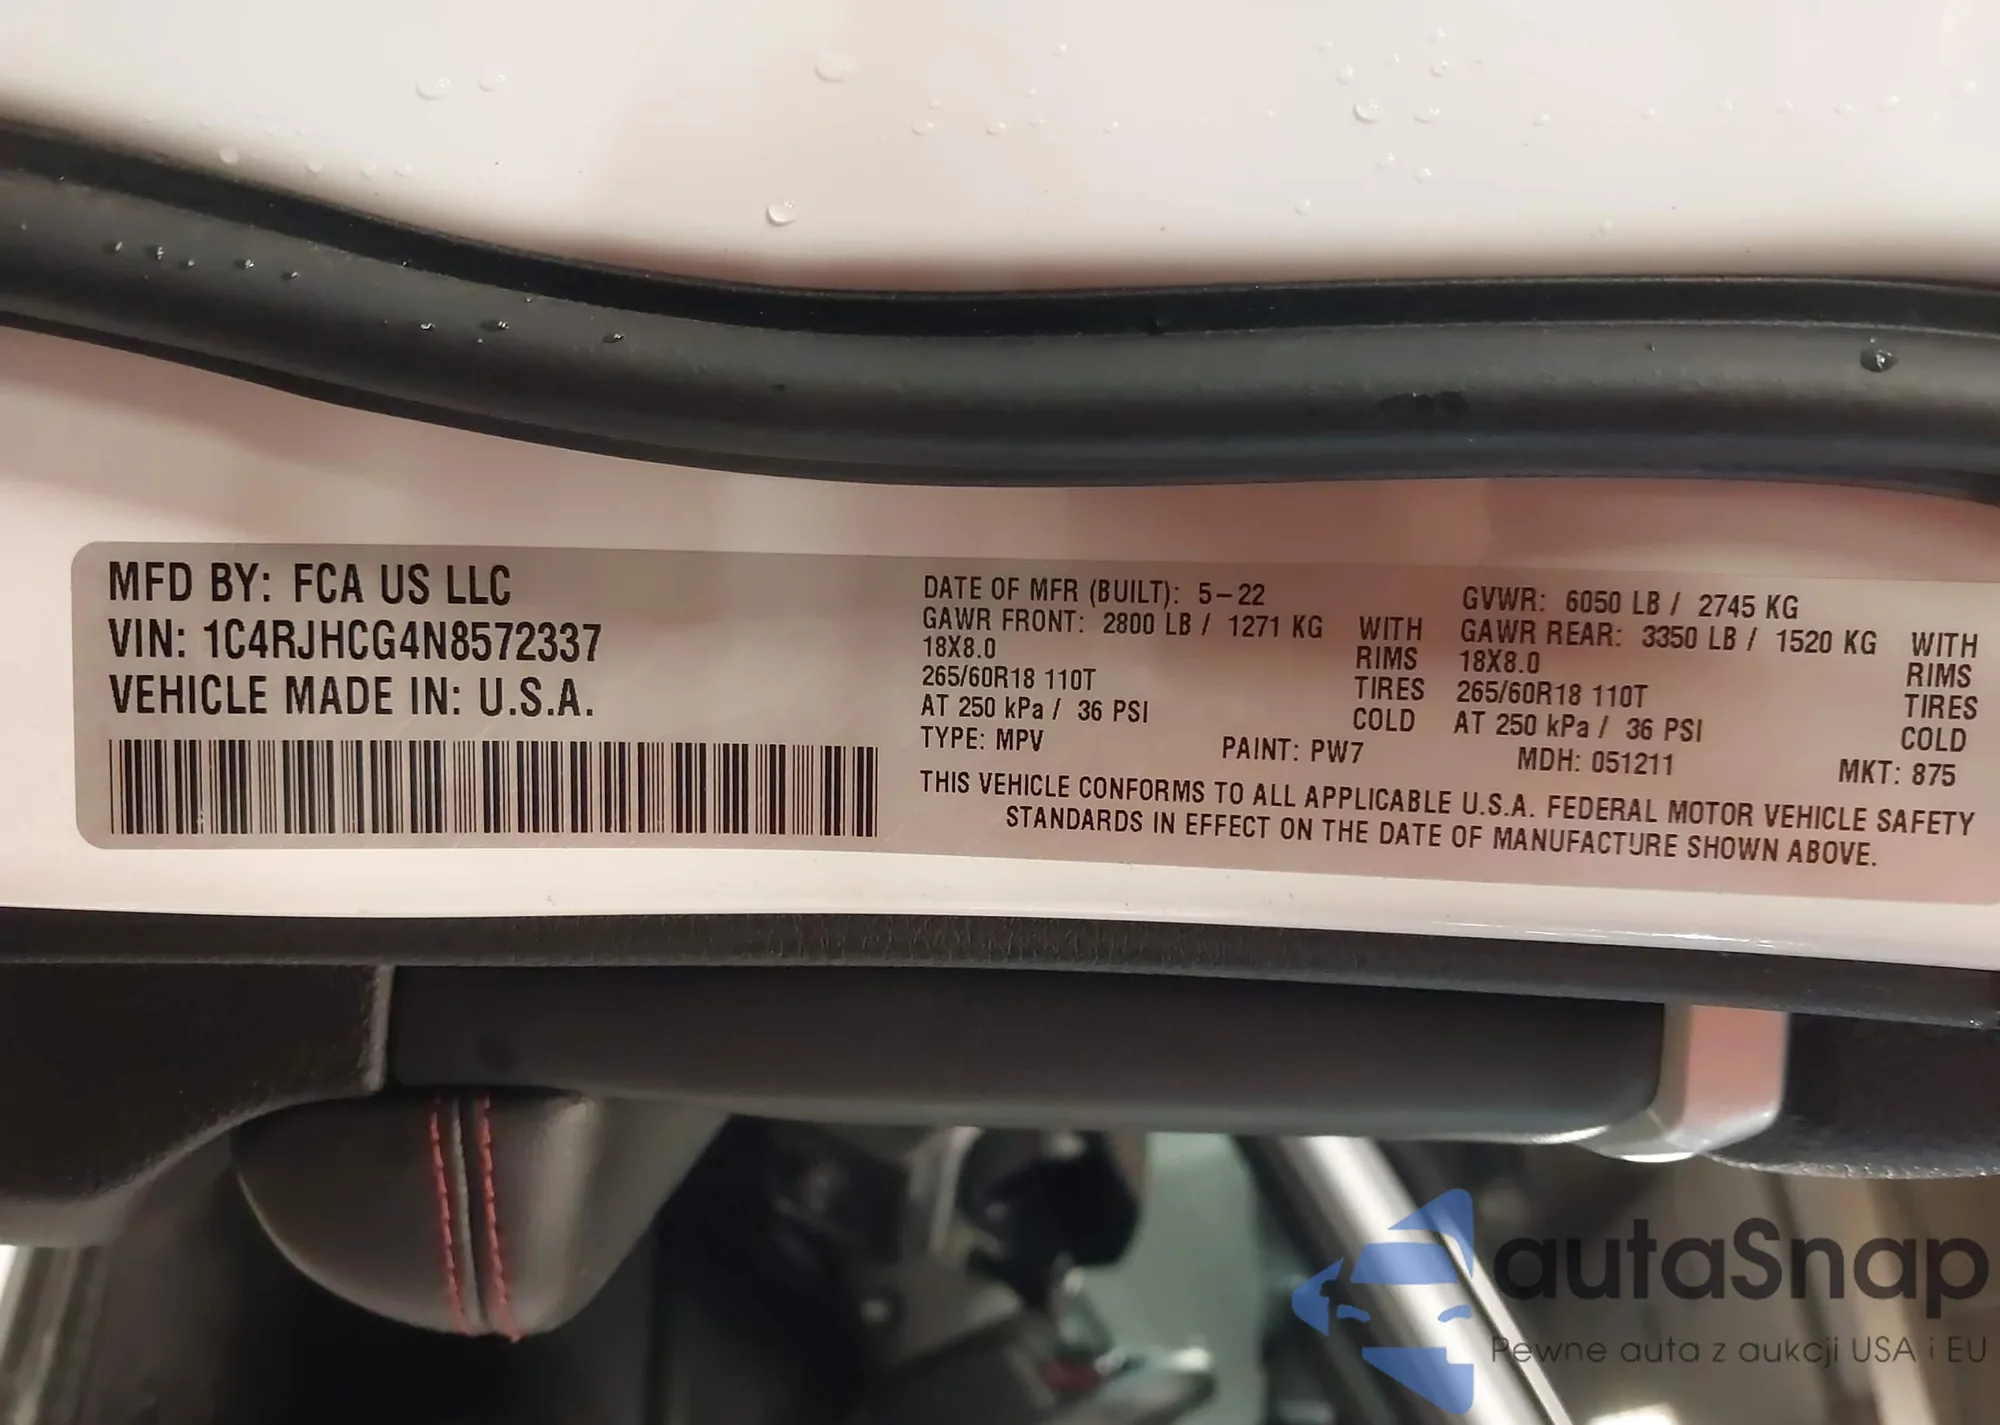 MFD BY: FCA US LLC
VIN: 1C4RJHCG4N8572337
VEHICLE MADE IN: U.S.A.
DATE OF MFR (BUILT): 5-22 GVWR: 6050 LB / 2745 KG
GAWR FRONT: 2800 LB / 1271 KG WITH GAWR REAR: 3350 LB / 1520 KG WITH
18X8.0 RIMS 18X8.0 RIMS
265/60R18 110T TIRES 265/60R18 110T TIRES
AT 250 kPa / 36 PSI COLD AT 250 kPa / 36 PSI COLD
TYPE: MPV PAINT: PW7 MDH: 051211 MKT: 875
THIS VEHICLE CONFORMS TO ALL APPLICABLE U.S.A. FEDERAL MOTOR VEHICLE SAFETY
STANDARDS IN EFFECT ON THE DATE OF MANUFACTURE SHOWN ABOVE.
autaSnap
Pewne auta z aukcji USA i EU